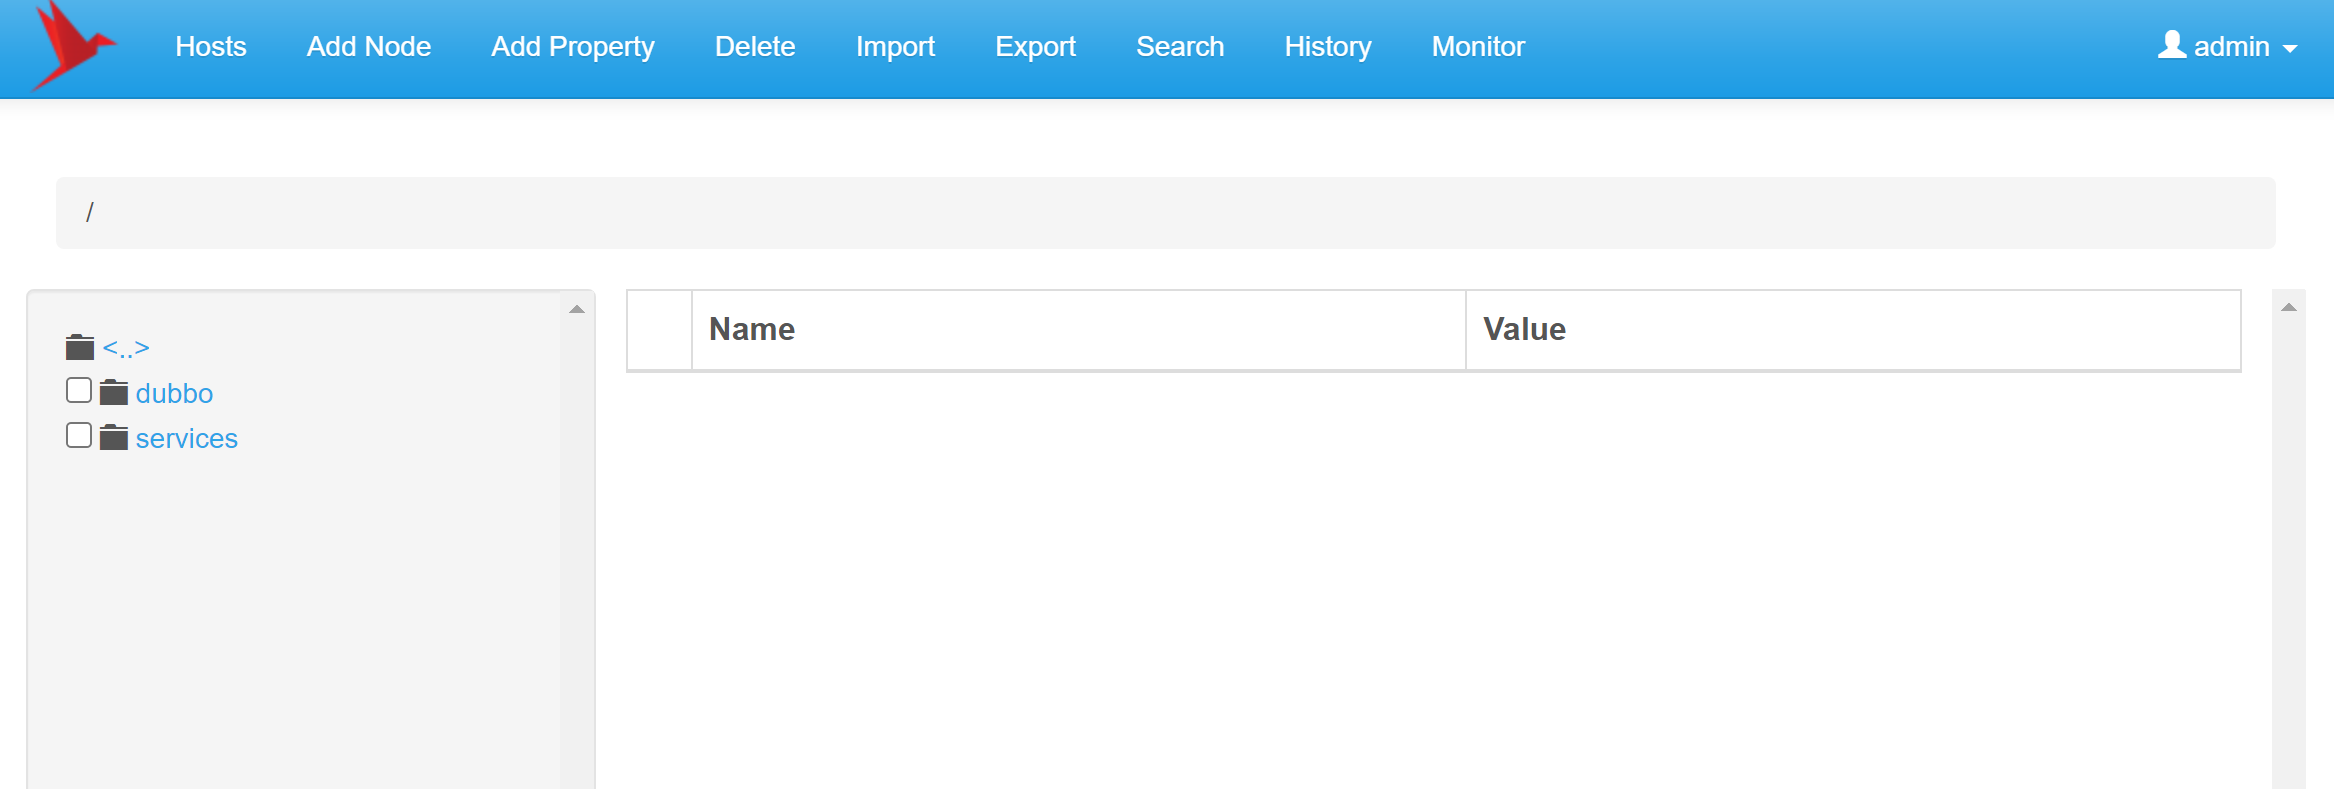 Hosts Add Node Add Property Delete Import Export Search History Monitor admin
/
<..>
dubbo
services
Name Value